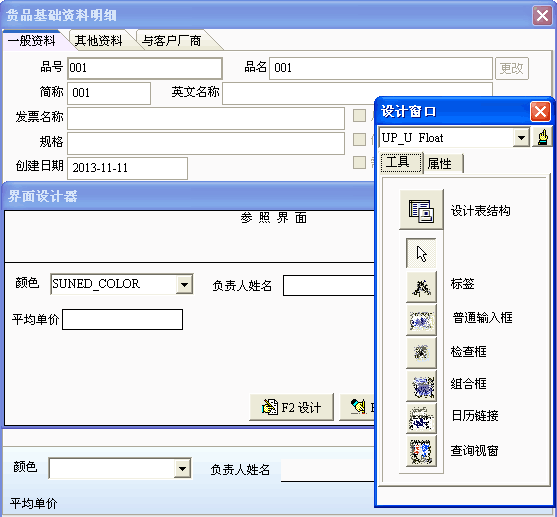 货品基础资料明细
一般资料 其他资料 与客户厂商
品号 001 品名 001 更改
简称 001 英文名称
发票名称
规格
创建日期 2013-11-11
界面设计器
参 照 界 面
颜色 SUNED_COLOR 负责人姓名
平均单价
F2 设计
颜色 负责人姓名
平均单价
设计窗口
UP_U Float
工具 属性
设计表结构
标签
普通输入框
检查框
组合框
日历链接
查询视窗